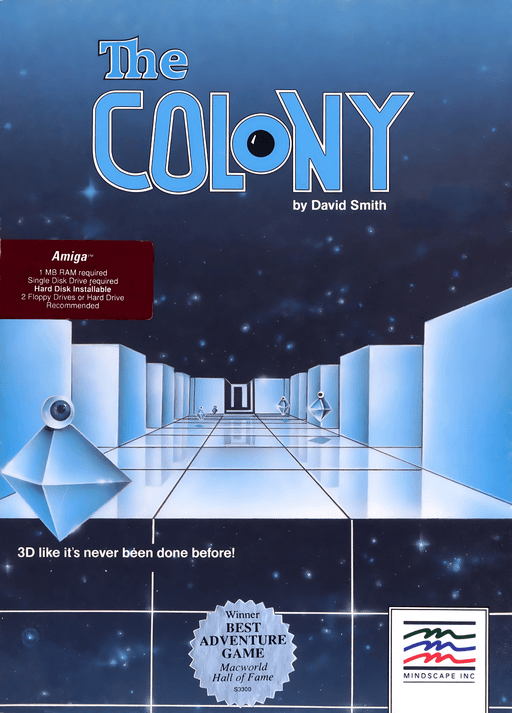 The
COLONY
by David Smith
Amiga™
1 MB RAM required
Single Disk Drive required
Hard Disk Installable
2 Floppy Drives or Hard Drive
Recommended
3D like it's never been done before!
Winner
BEST
ADVENTURE
GAME
Macworld
Hall of Fame
S3303
MINDSCAPE INC